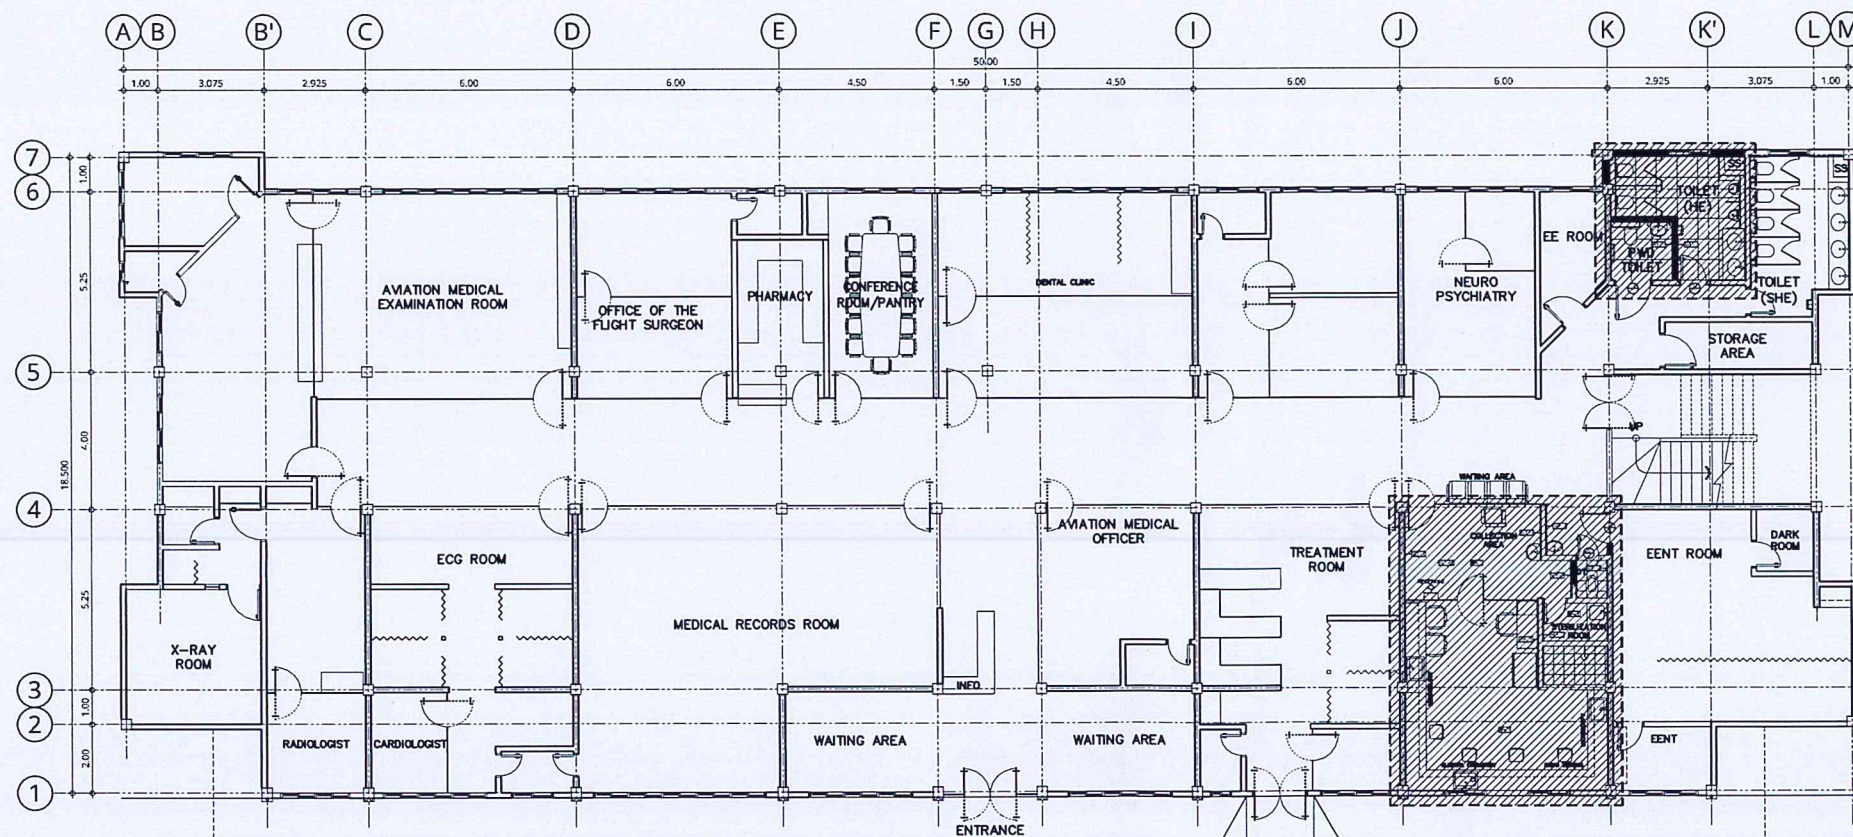 A B B' C D E F G H I J K K' L M
50.00
1.00 3.075 2.925 6.00 6.00 4.50 1.50 1.50 4.50 6.00 6.00 2.925 3.075 1.00
7
1.00
6
5.25
5
4.00
18.500
4
5.25
3
1.00
2
2.00
1
TOILET
(HE)
SS
PWD
TOILET
EE ROOM
TOILET
(SHE)
AVIATION MEDICAL
EXAMINATION ROOM
OFFICE OF THE
FLIGHT SURGEON
PHARMACY
CONFERENCE
ROOM/PANTRY
DENTAL CLINIC
NEURO
PSYCHIATRY
STORAGE
AREA
UP
WAITING AREA
COLLECTION
AREA
ECG ROOM
AVIATION MEDICAL
OFFICER
TREATMENT
ROOM
EENT ROOM
DARK
ROOM
MEDICAL RECORDS ROOM
STERILIZATION
ROOM
X-RAY
ROOM
INFO.
RADIOLOGIST
CARDIOLOGIST
WAITING AREA
WAITING AREA
EENT
ENTRANCE